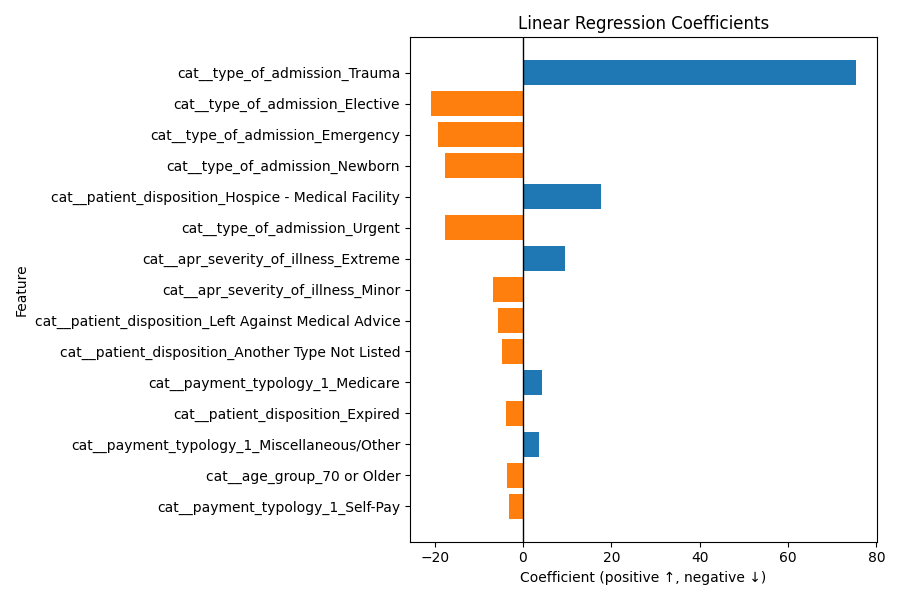 Linear Regression Coefficients
cat__type_of_admission_Trauma
cat__type_of_admission_Elective
cat__type_of_admission_Emergency
cat__type_of_admission_Newborn
cat__patient_disposition_Hospice - Medical Facility
cat__type_of_admission_Urgent
cat__apr_severity_of_illness_Extreme
cat__apr_severity_of_illness_Minor
cat__patient_disposition_Left Against Medical Advice
cat__patient_disposition_Another Type Not Listed
cat__payment_typology_1_Medicare
cat__patient_disposition_Expired
cat__payment_typology_1_Miscellaneous/Other
cat__age_group_70 or Older
cat__payment_typology_1_Self-Pay
Feature
−20 0 20 40 60 80
Coefficient (positive ↑, negative ↓)